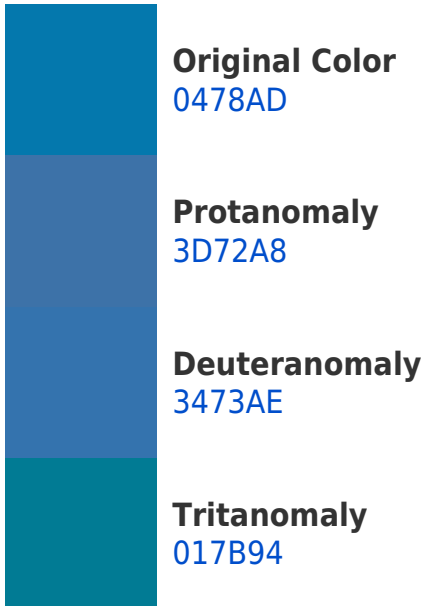 Original Color
0478AD
Protanomaly
3D72A8
Deuteranomaly
3473AE
Tritanomaly
017B94